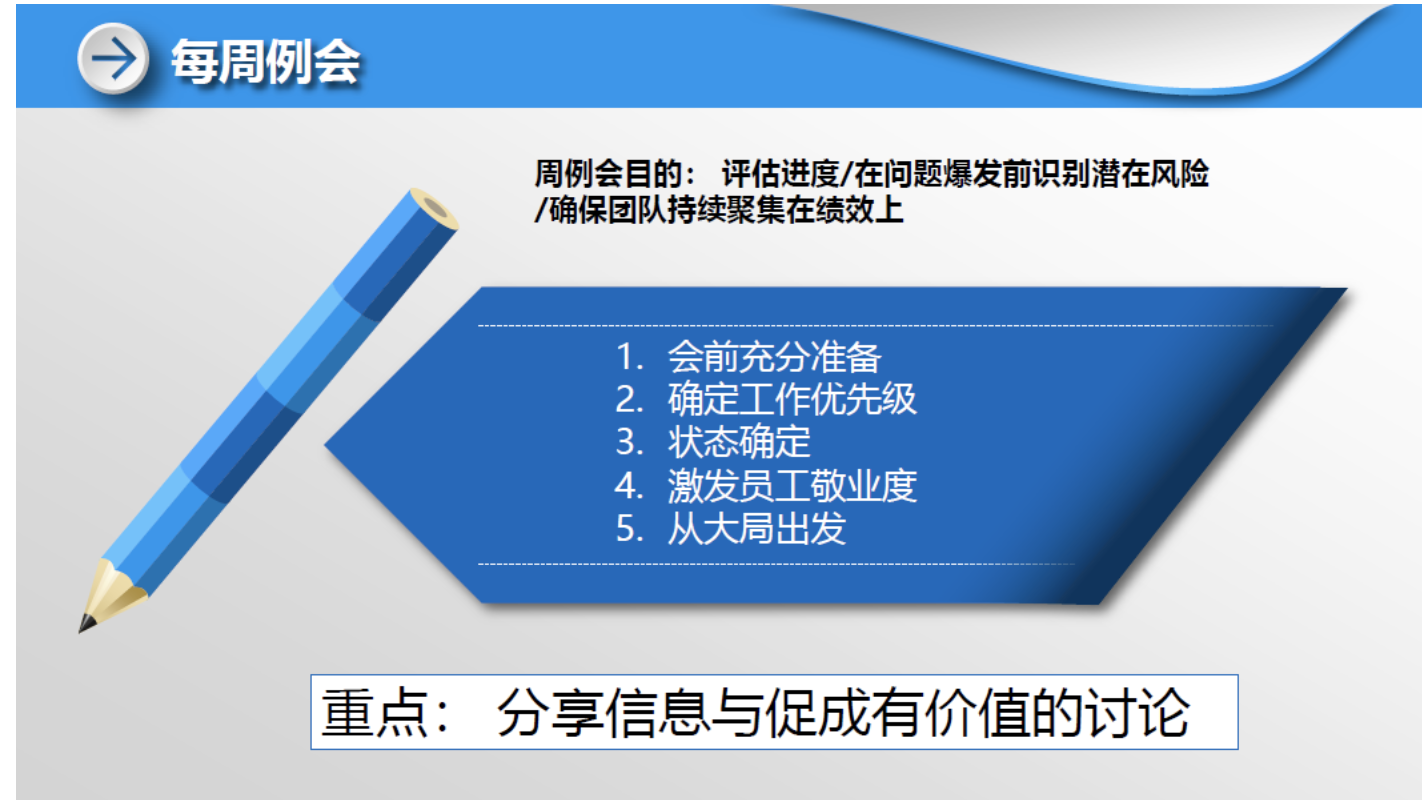 每周例会
周例会目的： 评估进度/在问题爆发前识别潜在风险
/确保团队持续聚集在绩效上
1. 会前充分准备
2. 确定工作优先级
3. 状态确定
4. 激发员工敬业度
5. 从大局出发
重点： 分享信息与促成有价值的讨论